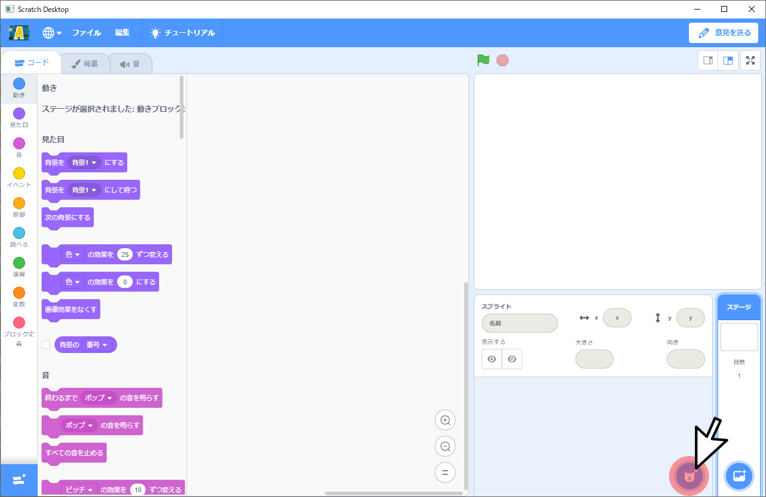 Scratch Desktop
ファイル 編集 チュートリアル 意見を送る
コード 背景 音
動き
見た目
音
イベント
制御
調べる
演算
変数
ブロック定義
動き
ステージが選択されました: 動きブロック
見た目
背景を 背景1 にする
背景を 背景1 にして待つ
次の背景にする
色 の効果を 25 ずつ変える
色 の効果を 0 にする
画像効果をなくす
背景の 番号
音
終わるまで ポップ の音を鳴らす
ポップ の音を鳴らす
すべての音を止める
ピッチ の効果を 10 ずつ変える
スプライト
名前
x x
y y
表示する
大きさ
向き
ステージ
背景
1